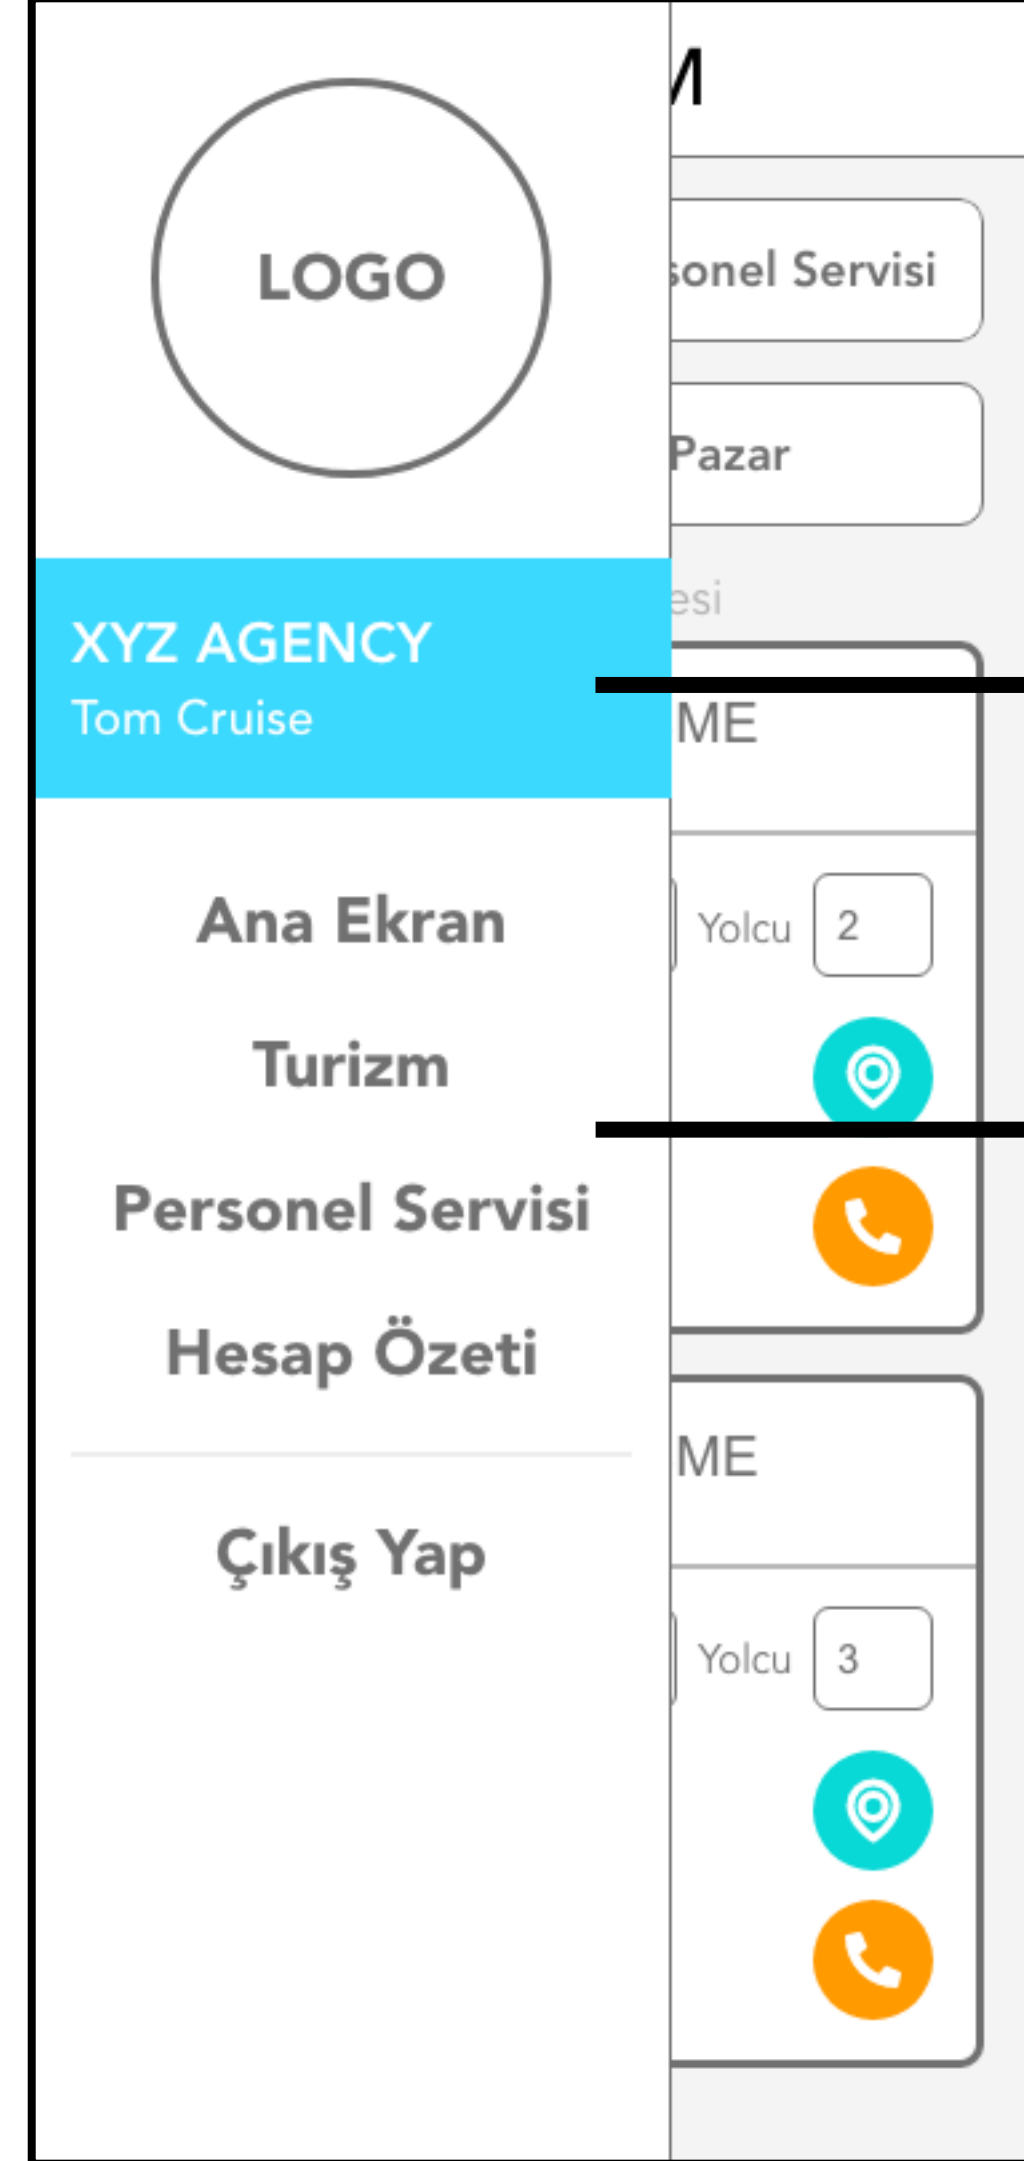 LOGO
XYZ AGENCY
Tom Cruise
Ana Ekran
Turizm
Personel Servisi
Hesap Özeti
Çıkış Yap
M
sonel Servisi
Pazar
esi
ME
Yolcu 2
ME
Yolcu 3